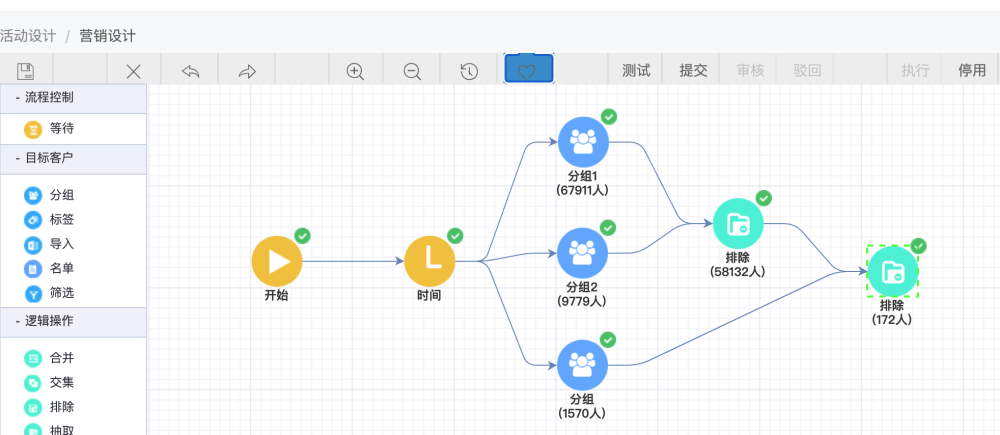 活动设计 / 营销设计
测试 提交 审核 驳回 执行 停用
- 流程控制
等待
- 目标客户
分组
标签
导入
名单
筛选
- 逻辑操作
合并
交集
排除
抽取
开始
时间
分组1
(67911人)
分组2
(9779人)
分组
(1570人)
排除
(58132人)
排除
(172人)